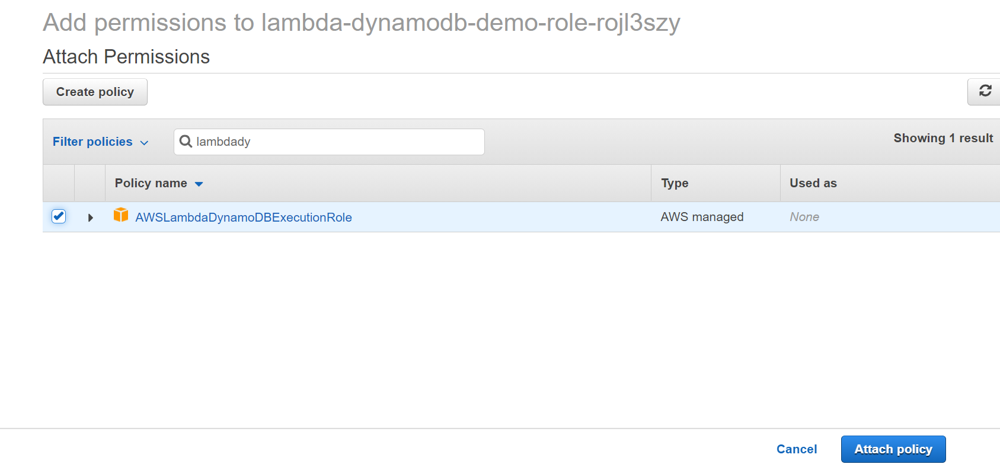 Add permissions to lambda-dynamodb-demo-role-rojl3szy
Attach Permissions
Create policy
Filter policies
lambdady
Showing 1 result
Policy name
Type
Used as
AWSLambdaDynamoDBExecutionRole
AWS managed
None
Cancel
Attach policy